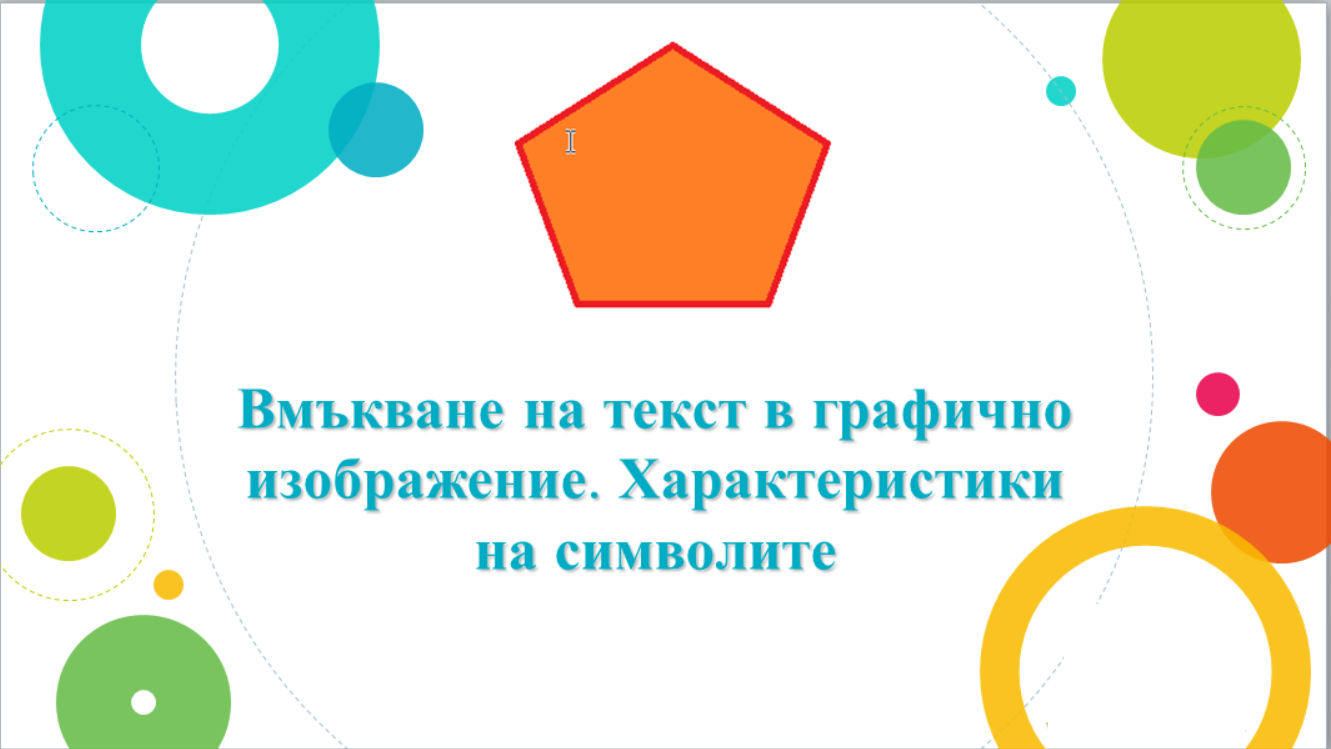 Вмъкване на текст в графично
изображение. Характеристики
на символите